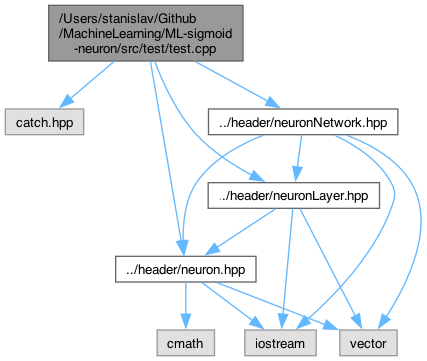 /Users/stanislav/Github
/MachineLearning/ML-sigmoid
-neuron/src/test/test.cpp
catch.hpp
../header/neuronNetwork.hpp
../header/neuronLayer.hpp
../header/neuron.hpp
cmath
iostream
vector